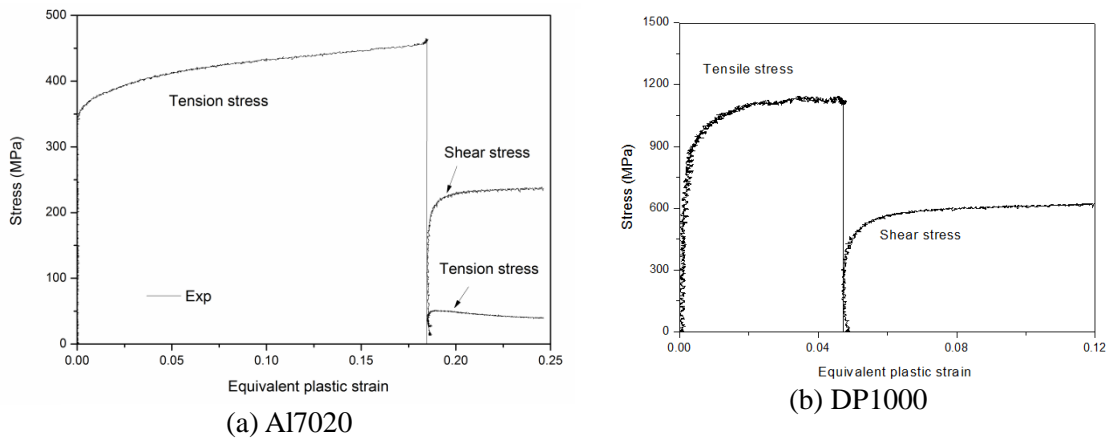 500
400
300
200
100
0
0.00
0.05
0.10
0.15
0.20
0.25
Stress (MPa)
Equivalent plastic strain
Tension stress
Shear stress
Tension stress
Exp
(a) Al7020
1500
1200
900
600
300
0
0.00
0.04
0.08
0.12
Stress (MPa)
Equivalent plastic strain
Tensile stress
Shear stress
(b) DP1000